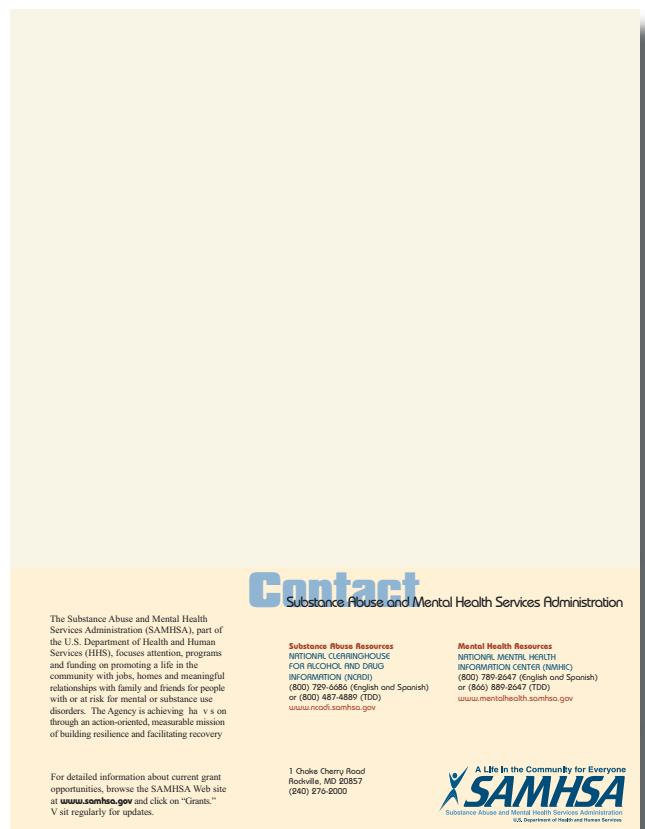 Contact
Substance Abuse and Mental Health Services Administration
The Substance Abuse and Mental Health
Services Administration (SAMHSA), part of
the U.S. Department of Health and Human
Services (HHS), focuses attention, programs
and funding on promoting a life in the
community with jobs, homes and meaningful
relationships with family and friends for people
with or at risk for mental or substance use
disorders.  The Agency is achieving  ha  v s on
through an action-oriented, measurable mission
of building resilience and facilitating recovery
For detailed information about current grant
opportunities, browse the SAMHSA Web site
at www.samhsa.gov and click on “Grants.”
V sit regularly for updates.
Substance Abuse Resources
NATIONAL CLEARINGHOUSE
FOR ALCOHOL AND DRUG
INFORMATION (NCADI)
(800) 729-6686 (English and Spanish)
or (800) 487-4889 (TDD)
www.ncadi.samhsa.gov
Mental Health Resources
NATIONAL MENTAL HEALTH
INFORMATION CENTER (NMHIC)
(800) 789-2647 (English and Spanish)
or (866) 889-2647 (TDD)
www.mentalhealth.samhsa.gov
1 Choke Cherry Road
Rockville, MD 20857
(240) 276-2000
A Life In the Community for Everyone
SAMHSA
Substance Abuse and Mental Health Services Administration
U.S. Department of Health and Human Services